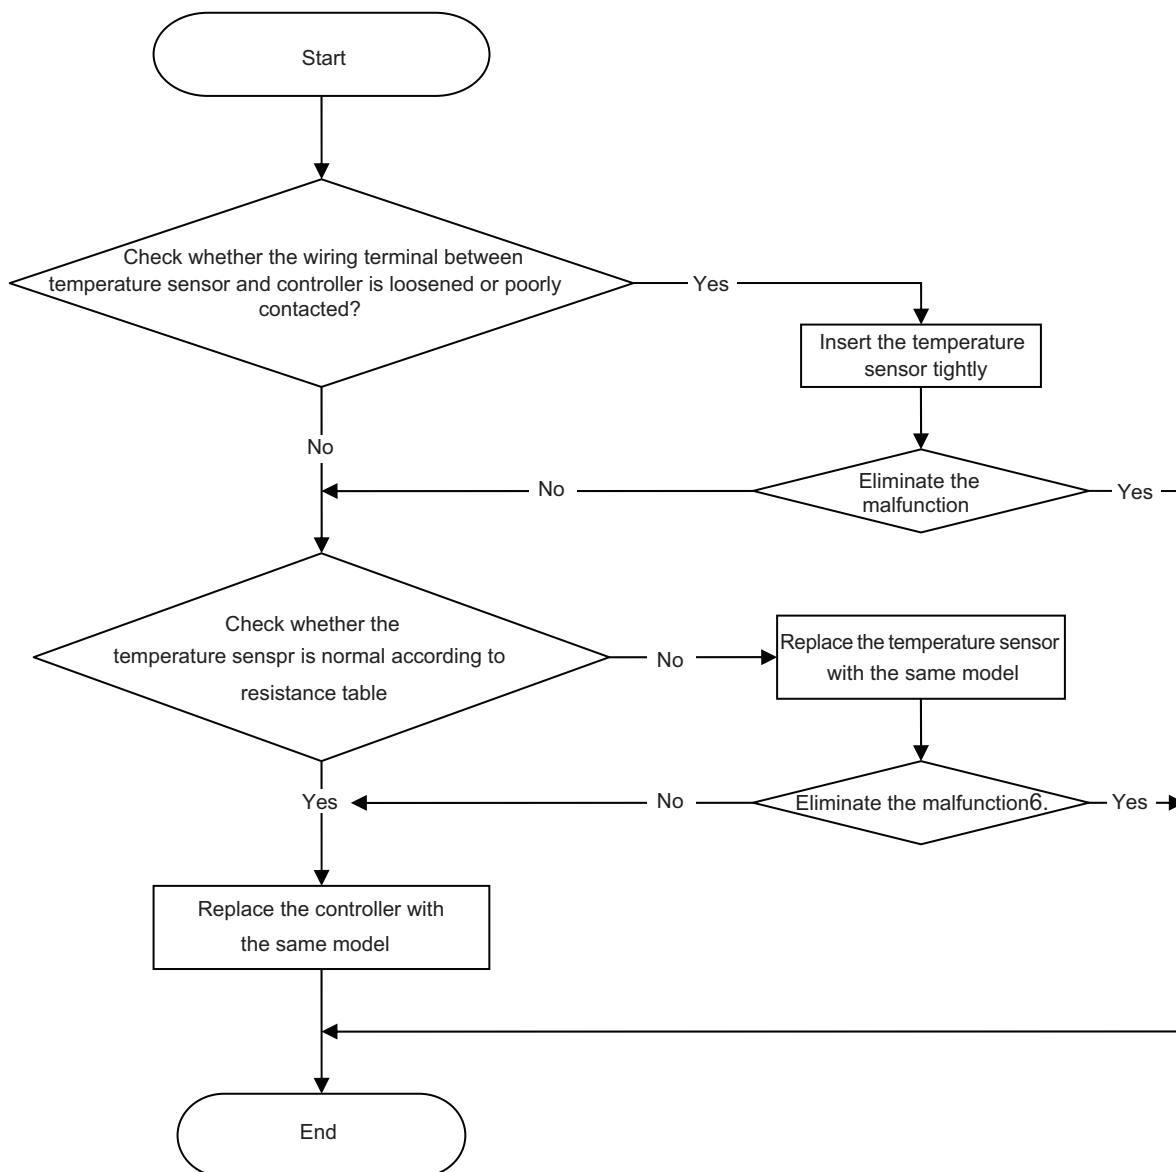 Start
Check whether the wiring terminal between
temperature sensor and controller is loosened or poorly
contacted?
Yes
Insert the temperature
sensor tightly
No
No
Eliminate the
malfunction
Yes
Check whether the
temperature senspr is normal according to
resistance table
No
Replace the temperature sensor
with the same model
Yes
No
Eliminate the malfunction6.
Yes
Replace the controller with
the same model
End